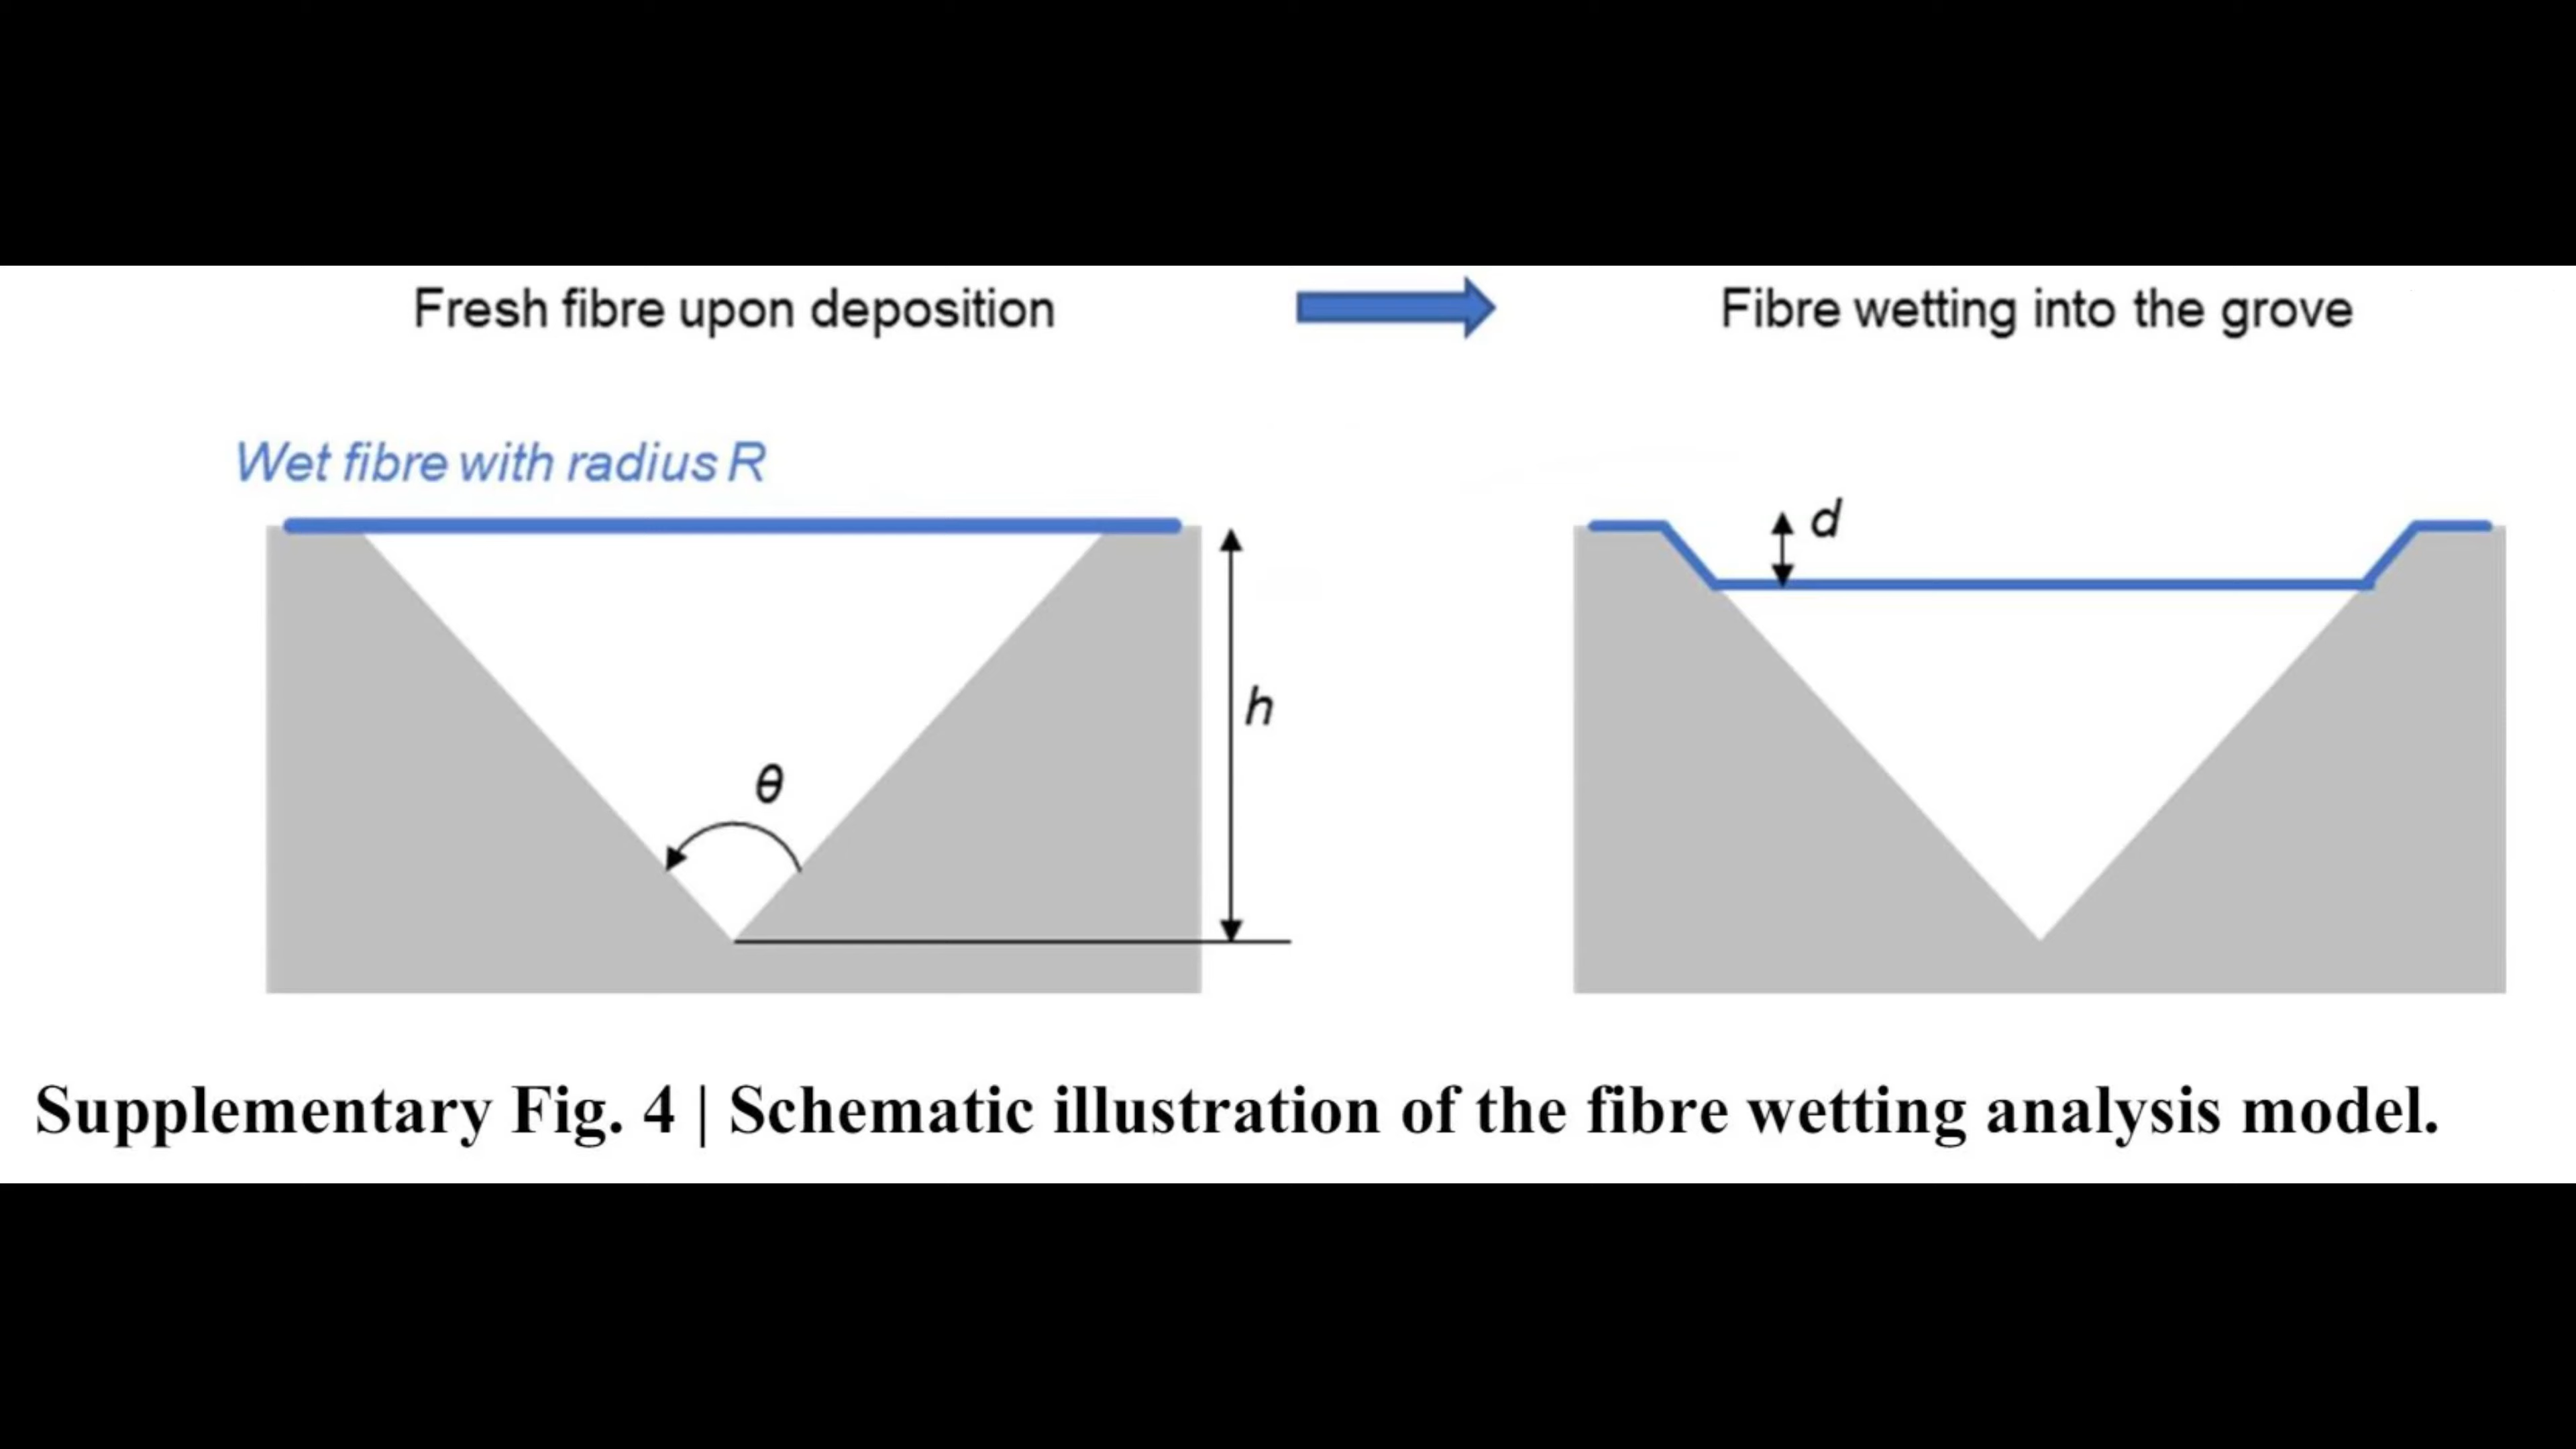 Fresh fibre upon deposition
Fibre wetting into the grove
Wet fibre with radius R
d
h
θ
Supplementary Fig. 4 | Schematic illustration of the fibre wetting analysis model.